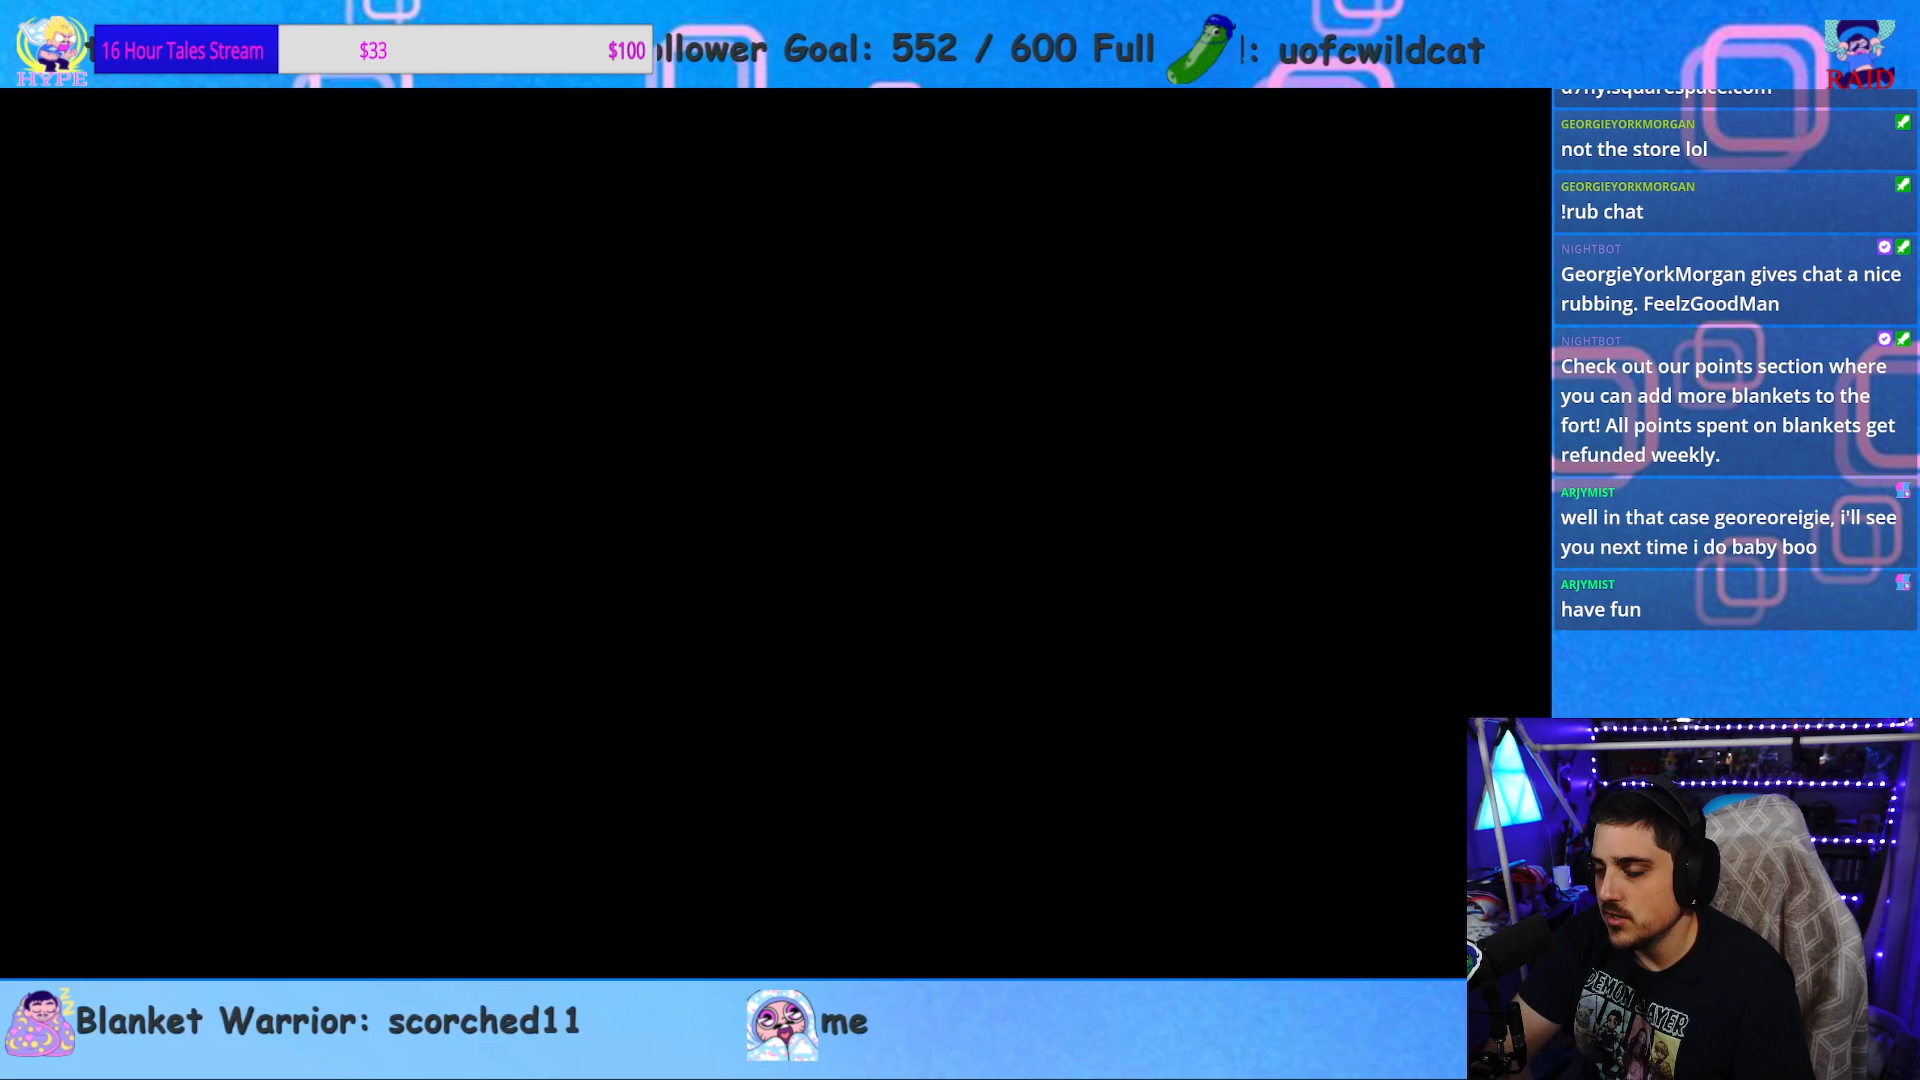 16 Hour Tales Stream $33 $100
ollower Goal: 552 / 600 Full
: uofcwildcat
HYPE
RAID
GEORGIEYORKMORGAN
not the store lol
GEORGIEYORKMORGAN
!rub chat
NIGHTBOT
GeorgieYorkMorgan gives chat a nice
rubbing. FeelzGoodMan
NIGHTBOT
Check out our points section where
you can add more blankets to the
fort! All points spent on blankets get
refunded weekly.
ARJYMIST
well in that case georeoreigie, i'll see
you next time i do baby boo
ARJYMIST
have fun
DEMON SLAYER
Blanket Warrior: scorched11
me